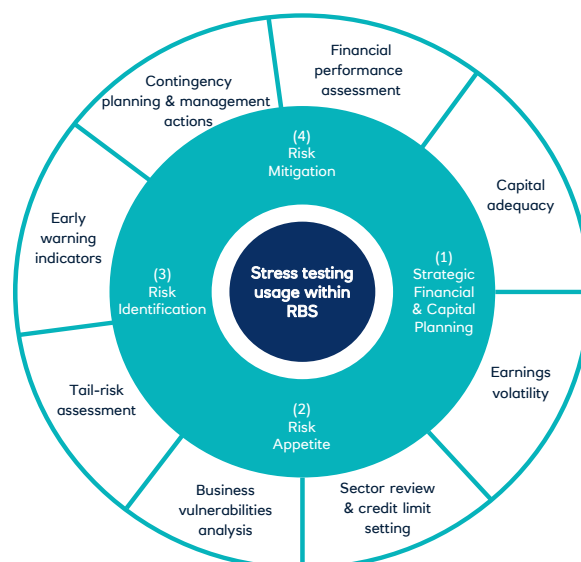 Financial
performance
assessment
Contingency
planning & management
actions
(4)
Risk
Mitigation
Capital
adequacy
Early
warning
indicators
(3)
Risk
Identification
Stress testing
usage within
RBS
(1)
Strategic
Financial
& Capital
Planning
Earnings
volatility
Tail-risk
assessment
(2)
Risk
Appetite
Business
vulnerabilities
analysis
Sector review
& credit limit
setting